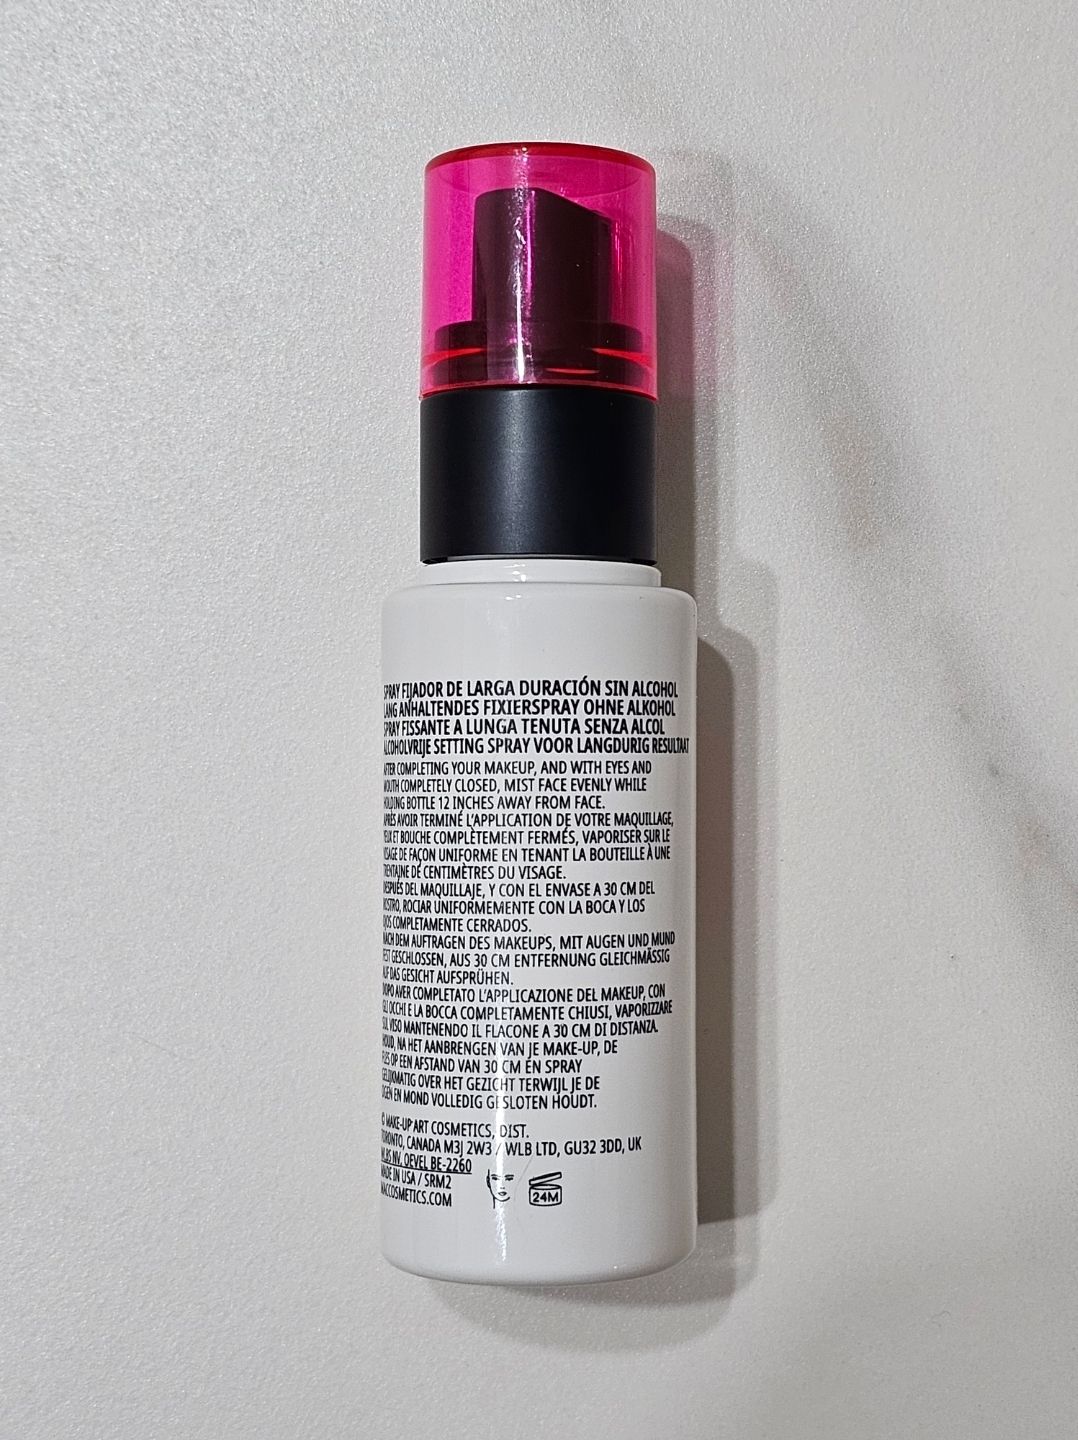 SPRAY FIJADOR DE LARGA DURACIÓN SIN ALCOHOL
LANG ANHALTENDES FIXIERSPRAY OHNE ALKOHOL
SPRAY FISSANTE A LUNGA TENUTA SENZA ALCOL
ALCOHOLVRIJE SETTING SPRAY VOOR LANGDURIG RESULTAAT
AFTER COMPLETING YOUR MAKEUP, AND WITH EYES AND
MOUTH COMPLETELY CLOSED, MIST FACE EVENLY WHILE
HOLDING BOTTLE 12 INCHES AWAY FROM FACE.
APRÈS AVOIR TERMINÉ L'APPLICATION DE VOTRE MAQUILLAGE,
YEUX ET BOUCHE COMPLÈTEMENT FERMÉS, VAPORISER SUR LE
VISAGE DE FAÇON UNIFORME EN TENANT LA BOUTEILLE À UNE
TRENTAINE DE CENTIMÈTRES DU VISAGE.
DESPUÉS DEL MAQUILLAJE, Y CON EL ENVASE A 30 CM DEL
ROSTRO, ROCIAR UNIFORMEMENTE CON LA BOCA Y LOS
OJOS COMPLETAMENTE CERRADOS.
NACH DEM AUFTRAGEN DES MAKEUPS, MIT AUGEN UND MUND
FEST GESCHLOSSEN, AUS 30 CM ENTFERNUNG GLEICHMÄSSIG
AUF DAS GESICHT AUFSPRÜHEN.
DOPO AVER COMPLETATO L'APPLICAZIONE DEL MAKEUP, CON
GLI OCCHI E LA BOCCA COMPLETAMENTE CHIUSI, VAPORIZZARE
SUL VISO MANTENENDO IL FLACONE A 30 CM DI DISTANZA.
HOUD, NA HET AANBRENGEN VAN JE MAKE-UP, DE
FLES OP EEN AFSTAND VAN 30 CM EN SPRAY
GELIJKMATIG OVER HET GEZICHT TERWIJL JE DE
OGEN EN MOND VOLLEDIG GESLOTEN HOUDT.
© MAKE-UP ART COSMETICS, DIST.
TORONTO, CANADA M3J 2W3 / WLB LTD, GU32 3DD, UK
NV, OEVEL BE-2260
MADE IN USA / SRM2
MACCOSMETICS.COM
24M